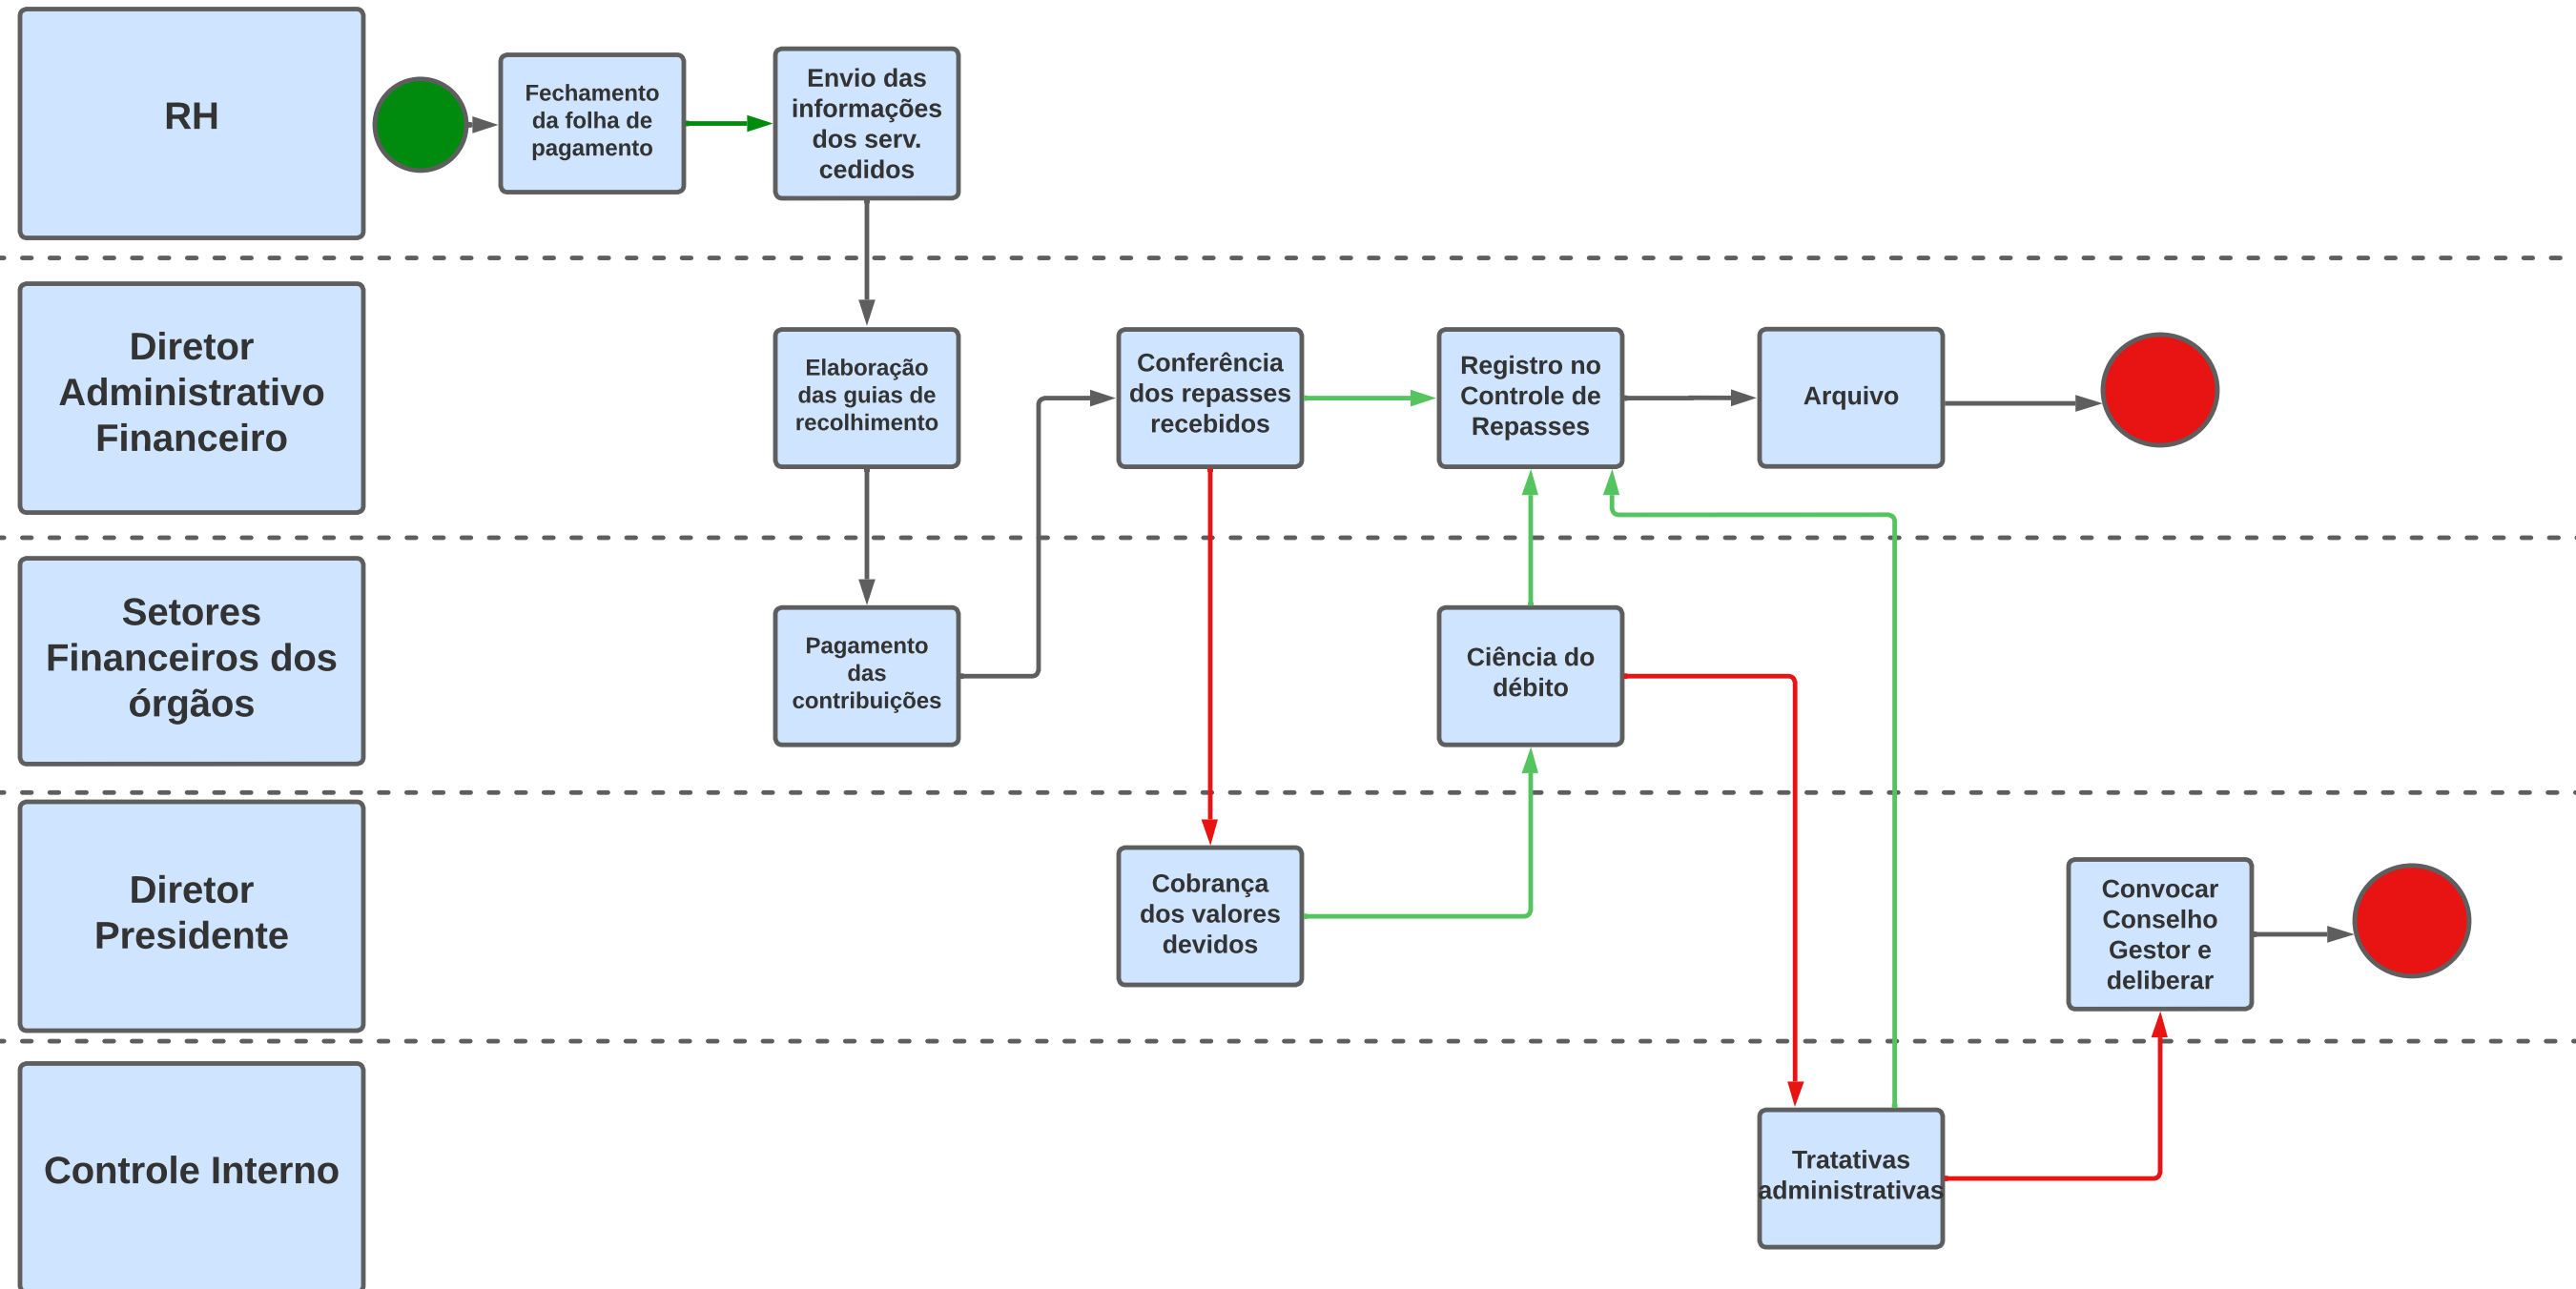 RH
Fechamento
da folha de
pagamento
Envio das
informações
dos serv.
cedidos
Diretor
Administrativo
Financeiro
Elaboração
das guias de
recolhimento
Conferência
dos repasses
recebidos
Registro no
Controle de
Repasses
Arquivo
Setores
Financeiros dos
órgãos
Pagamento
das
contribuições
Ciência do
débito
Diretor
Presidente
Cobrança
dos valores
devidos
Convocar
Conselho
Gestor e
deliberar
Controle Interno
Tratativas
administrativas